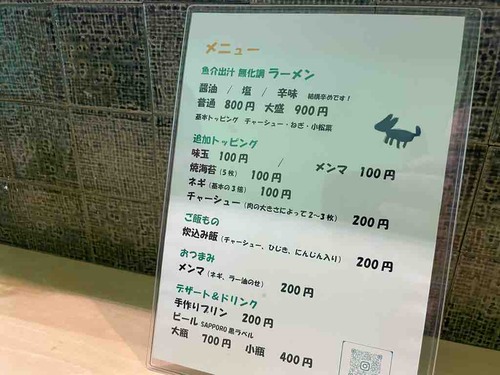 メニュー
魚介出汁 無化調 ラーメン
醤油 / 塩 / 辛味 結構辛めです！
普通 800円 大盛 900円
基本トッピング チャーシュー・ねぎ・小松菜
追加トッピング
味玉 100円 / メンマ 100円
焼海苔（5枚） 100円
ネギ（基本の3倍） 100円
チャーシュー（肉の大きさによって2〜3枚） 200円
ご飯もの
炊込み飯（チャーシュー、ひじき、にんじん入り） 200円
おつまみ
メンマ（ネギ、ラー油のせ） 200円
デザート＆ドリンク
手作りプリン 200円
ビール SAPPORO黒ラベル
大瓶 700円 小瓶 400円